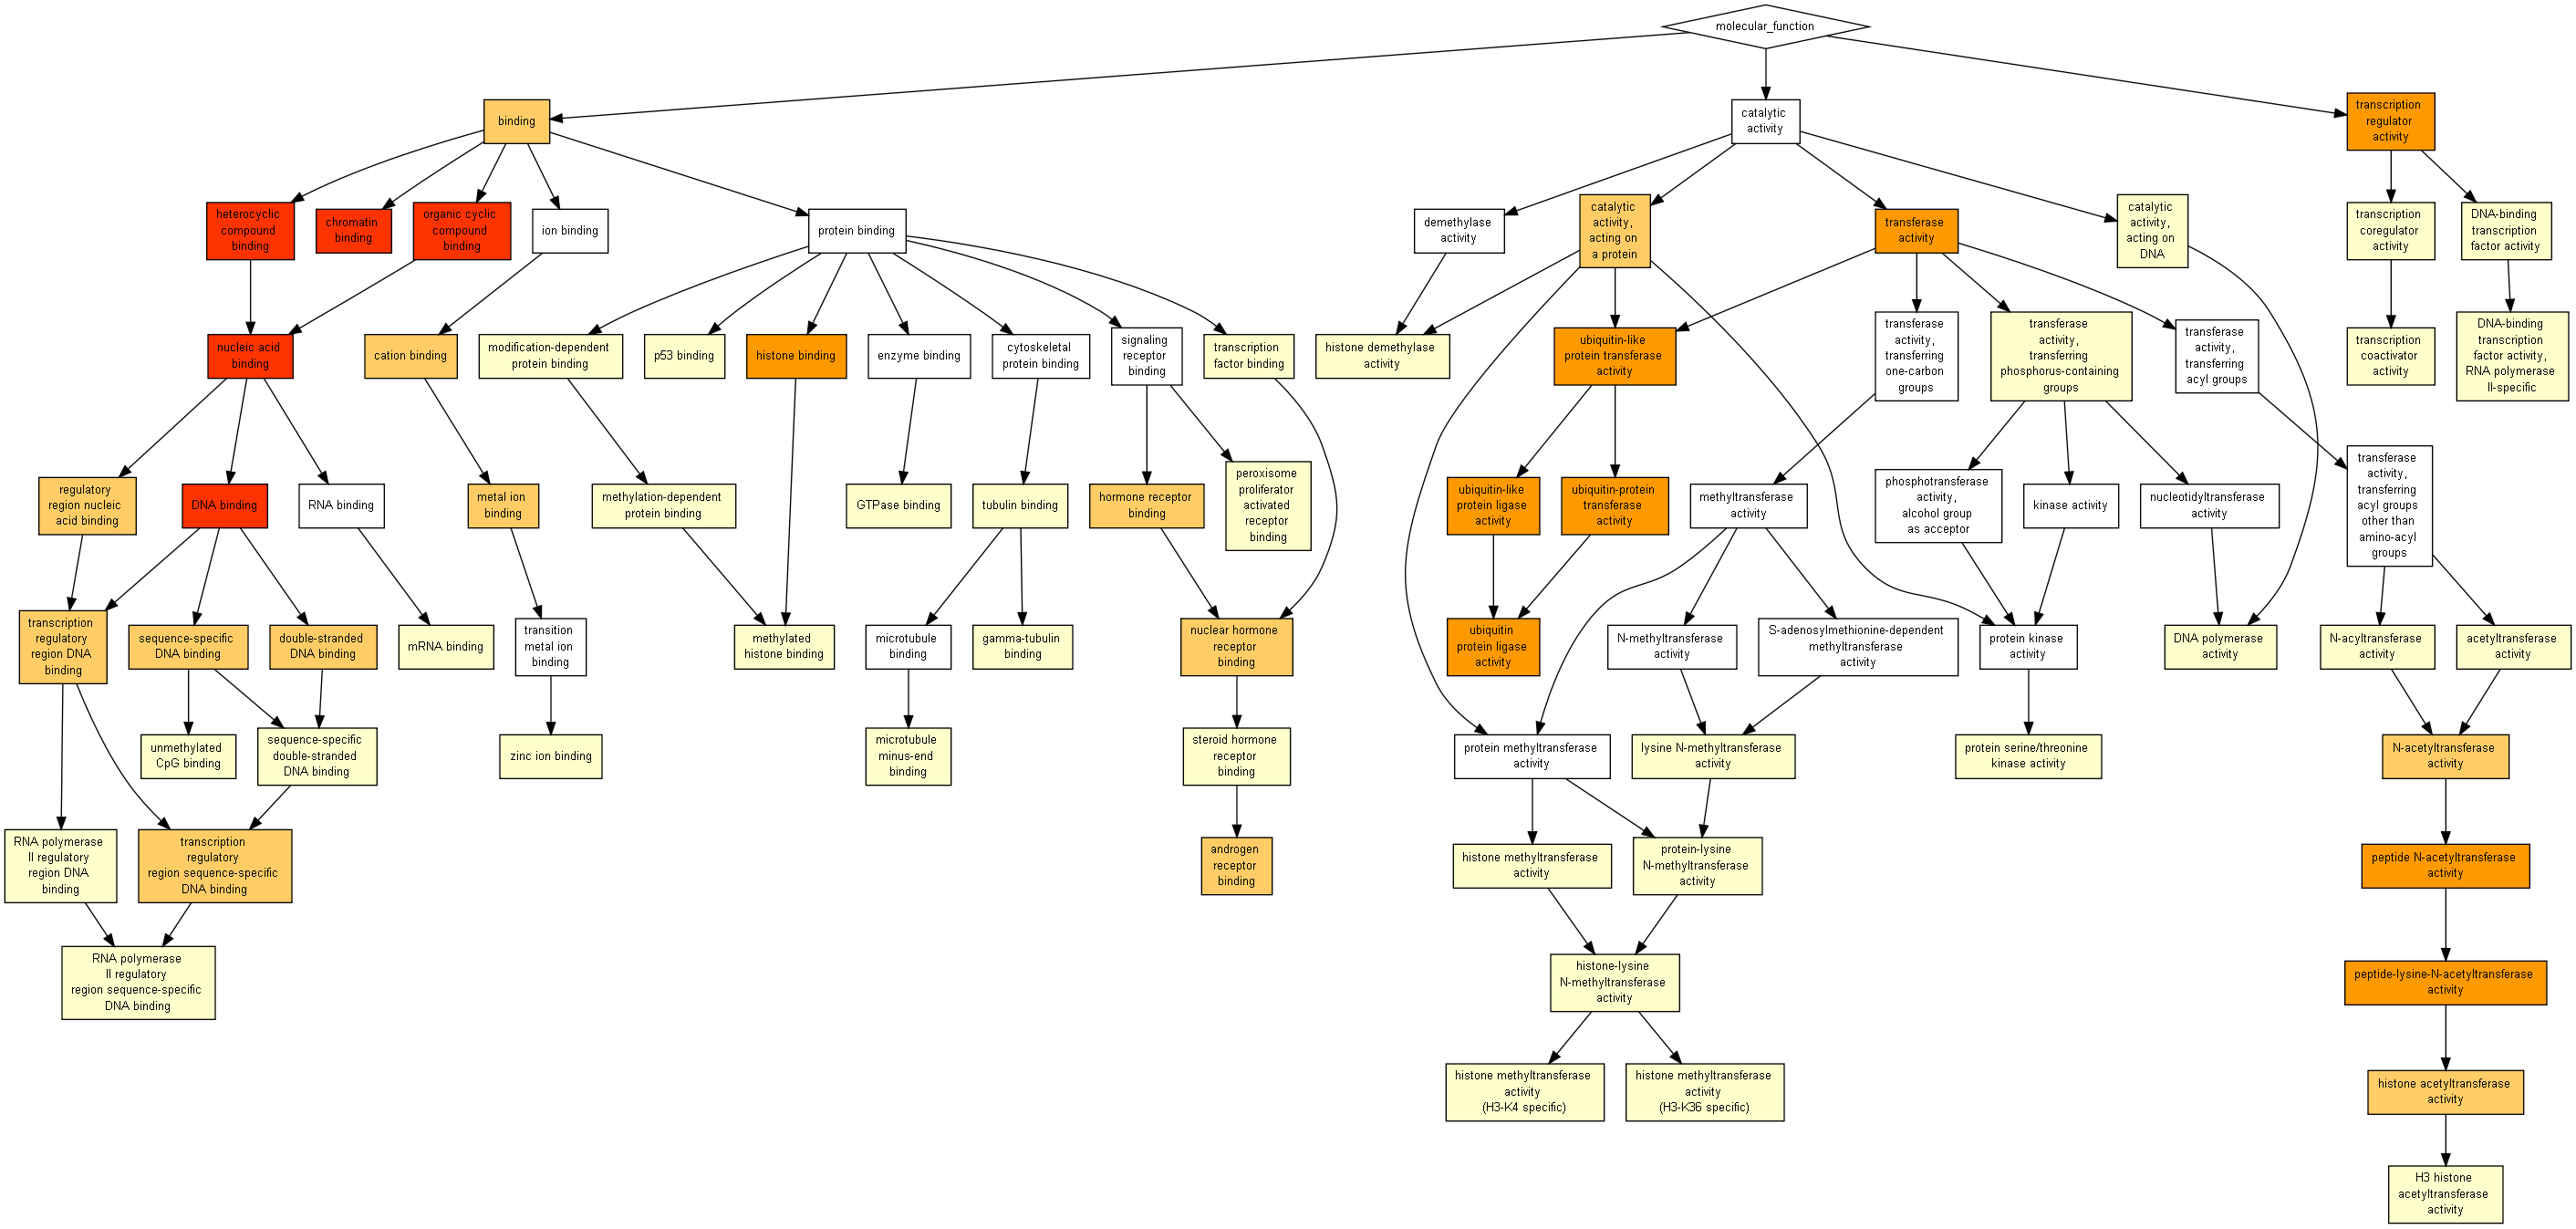 molecular_function
binding
catalytic
activity
transcription
regulator
activity
heterocyclic
compound
binding
chromatin
binding
organic cyclic
compound
binding
ion binding
protein binding
demethylase
activity
catalytic
activity,
acting on
a protein
transferase
activity
catalytic
activity,
acting on
DNA
transcription
coregulator
activity
DNA-binding
transcription
factor activity
nucleic acid
binding
cation binding
modification-dependent
protein binding
p53 binding
histone binding
enzyme binding
cytoskeletal
protein binding
signaling
receptor
binding
transcription
factor binding
histone demethylase
activity
ubiquitin-like
protein transferase
activity
transferase
activity,
transferring
one-carbon
groups
transferase
activity,
transferring
phosphorus-containing
groups
transferase
activity,
transferring
acyl groups
transcription
coactivator
activity
DNA-binding
transcription
factor activity,
RNA polymerase
II-specific
regulatory
region nucleic
acid binding
DNA binding
RNA binding
metal ion
binding
methylation-dependent
protein binding
GTPase binding
tubulin binding
hormone receptor
binding
peroxisome
proliferator
activated
receptor
binding
ubiquitin-like
protein ligase
activity
ubiquitin-protein
transferase
activity
methyltransferase
activity
phosphotransferase
activity,
alcohol group
as acceptor
kinase activity
nucleotidyltransferase
activity
transferase
activity,
transferring
acyl groups
other than
amino-acyl
groups
transcription
regulatory
region DNA
binding
sequence-specific
DNA binding
double-stranded
DNA binding
mRNA binding
transition
metal ion
binding
methylated
histone binding
microtubule
binding
gamma-tubulin
binding
nuclear hormone
receptor
binding
ubiquitin
protein ligase
activity
N-methyltransferase
activity
S-adenosylmethionine-dependent
methyltransferase
activity
protein kinase
activity
DNA polymerase
activity
N-acyltransferase
activity
acetyltransferase
activity
unmethylated
CpG binding
sequence-specific
double-stranded
DNA binding
zinc ion binding
microtubule
minus-end
binding
steroid hormone
receptor
binding
protein methyltransferase
activity
lysine N-methyltransferase
activity
protein serine/threonine
kinase activity
N-acetyltransferase
activity
RNA polymerase
II regulatory
region DNA
binding
transcription
regulatory
region sequence-specific
DNA binding
androgen
receptor
binding
histone methyltransferase
activity
protein-lysine
N-methyltransferase
activity
peptide N-acetyltransferase
activity
RNA polymerase
II regulatory
region sequence-specific
DNA binding
histone-lysine
N-methyltransferase
activity
peptide-lysine-N-acetyltransferase
activity
histone methyltransferase
activity
(H3-K4 specific)
histone methyltransferase
activity
(H3-K36 specific)
histone acetyltransferase
activity
H3 histone
acetyltransferase
activity